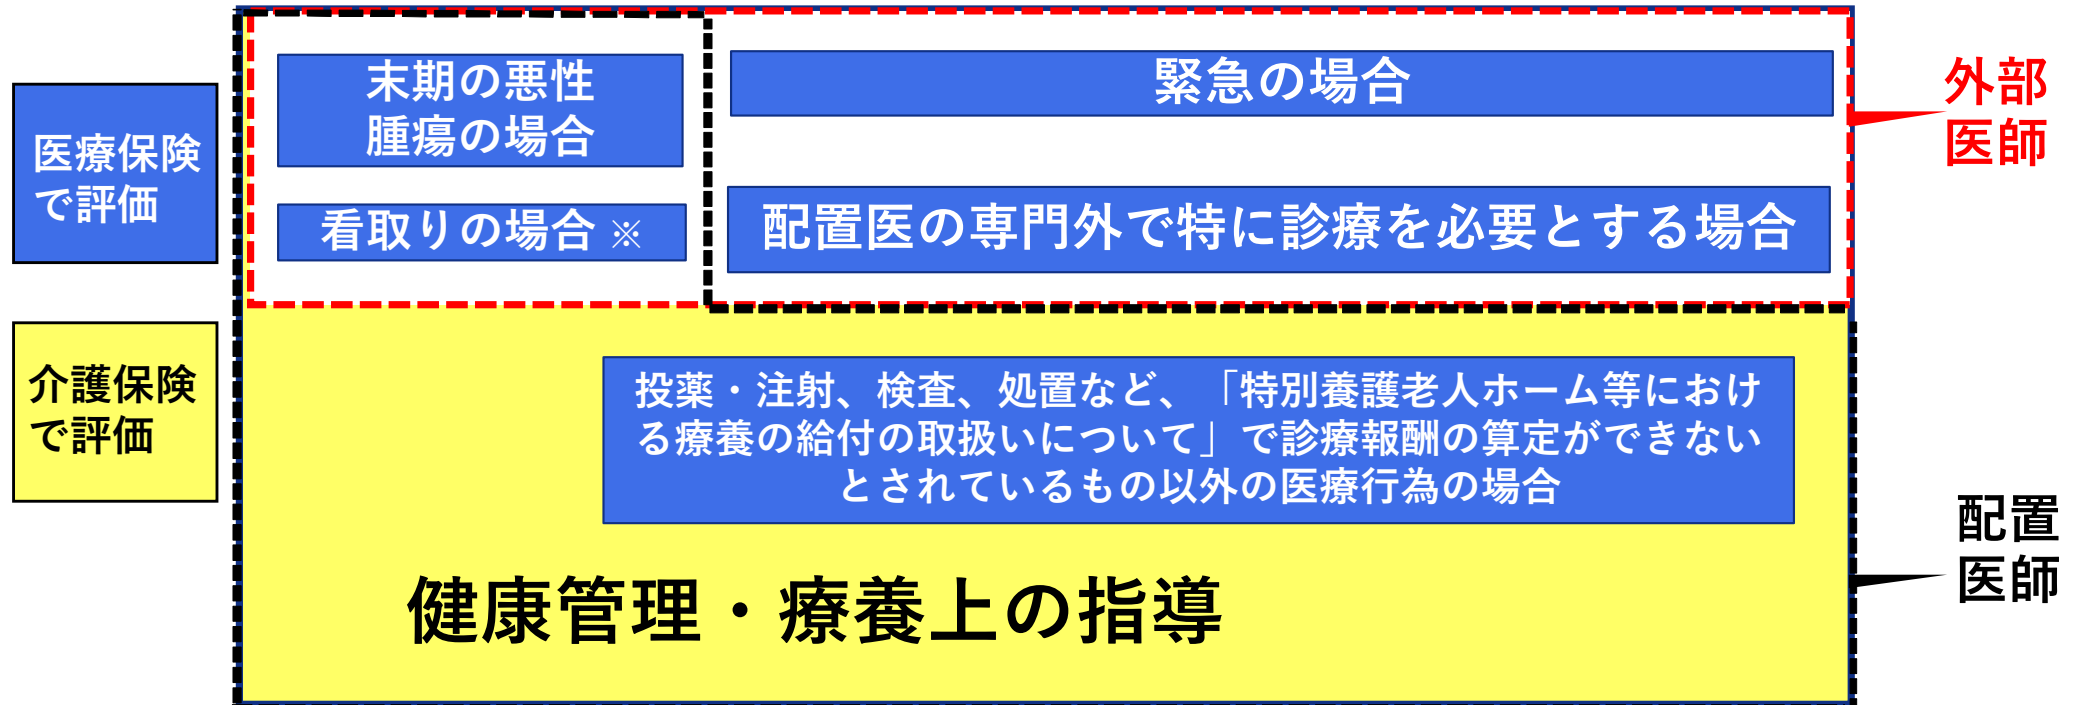 医療保険
で評価
介護保険
で評価
末期の悪性
腫瘍の場合
看取りの場合 ※
緊急の場合
配置医の専門外で特に診療を必要とする場合
投薬・注射、検査、処置など、「特別養護老人ホーム等におけ
る療養の給付の取扱いについて」で診療報酬の算定ができない
とされているもの以外の医療行為の場合
健康管理・療養上の指導
外部
医師
配置
医師